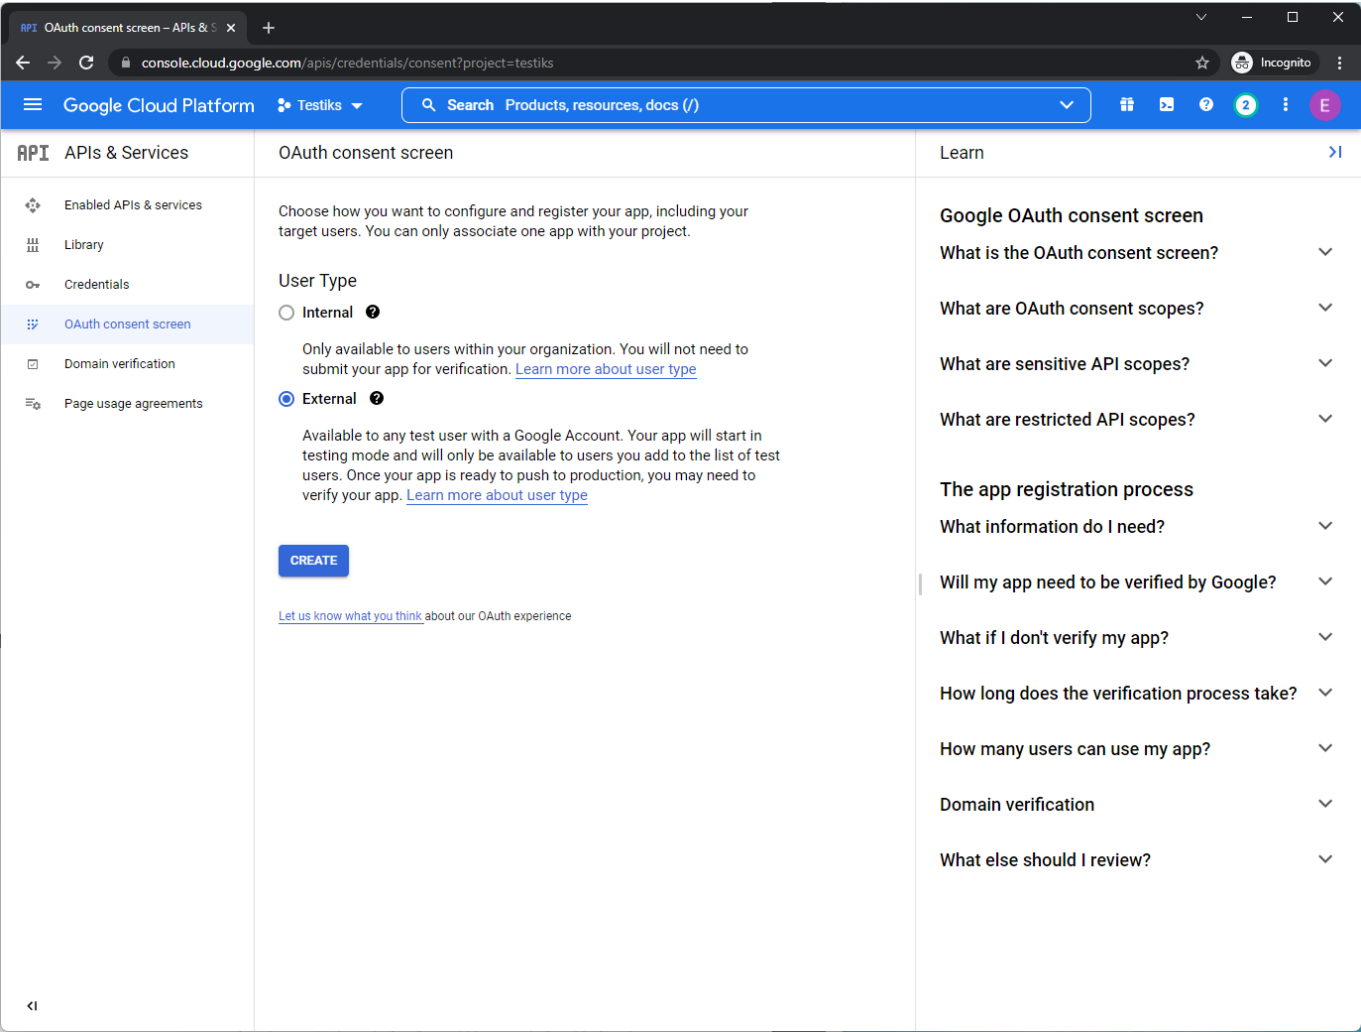 API OAuth consent screen – APIs & S
console.cloud.google.com/apis/credentials/consent?project=testiks
Incognito
Google Cloud Platform
Testiks
Search Products, resources, docs (/)
2
E
API APIs & Services
Enabled APIs & services
Library
Credentials
OAuth consent screen
Domain verification
Page usage agreements
OAuth consent screen
Choose how you want to configure and register your app, including your
target users. You can only associate one app with your project.
User Type
Internal
Only available to users within your organization. You will not need to
submit your app for verification. Learn more about user type
External
Available to any test user with a Google Account. Your app will start in
testing mode and will only be available to users you add to the list of test
users. Once your app is ready to push to production, you may need to
verify your app. Learn more about user type
CREATE
Let us know what you think about our OAuth experience
Learn
Google OAuth consent screen
What is the OAuth consent screen?
What are OAuth consent scopes?
What are sensitive API scopes?
What are restricted API scopes?
The app registration process
What information do I need?
Will my app need to be verified by Google?
What if I don't verify my app?
How long does the verification process take?
How many users can use my app?
Domain verification
What else should I review?